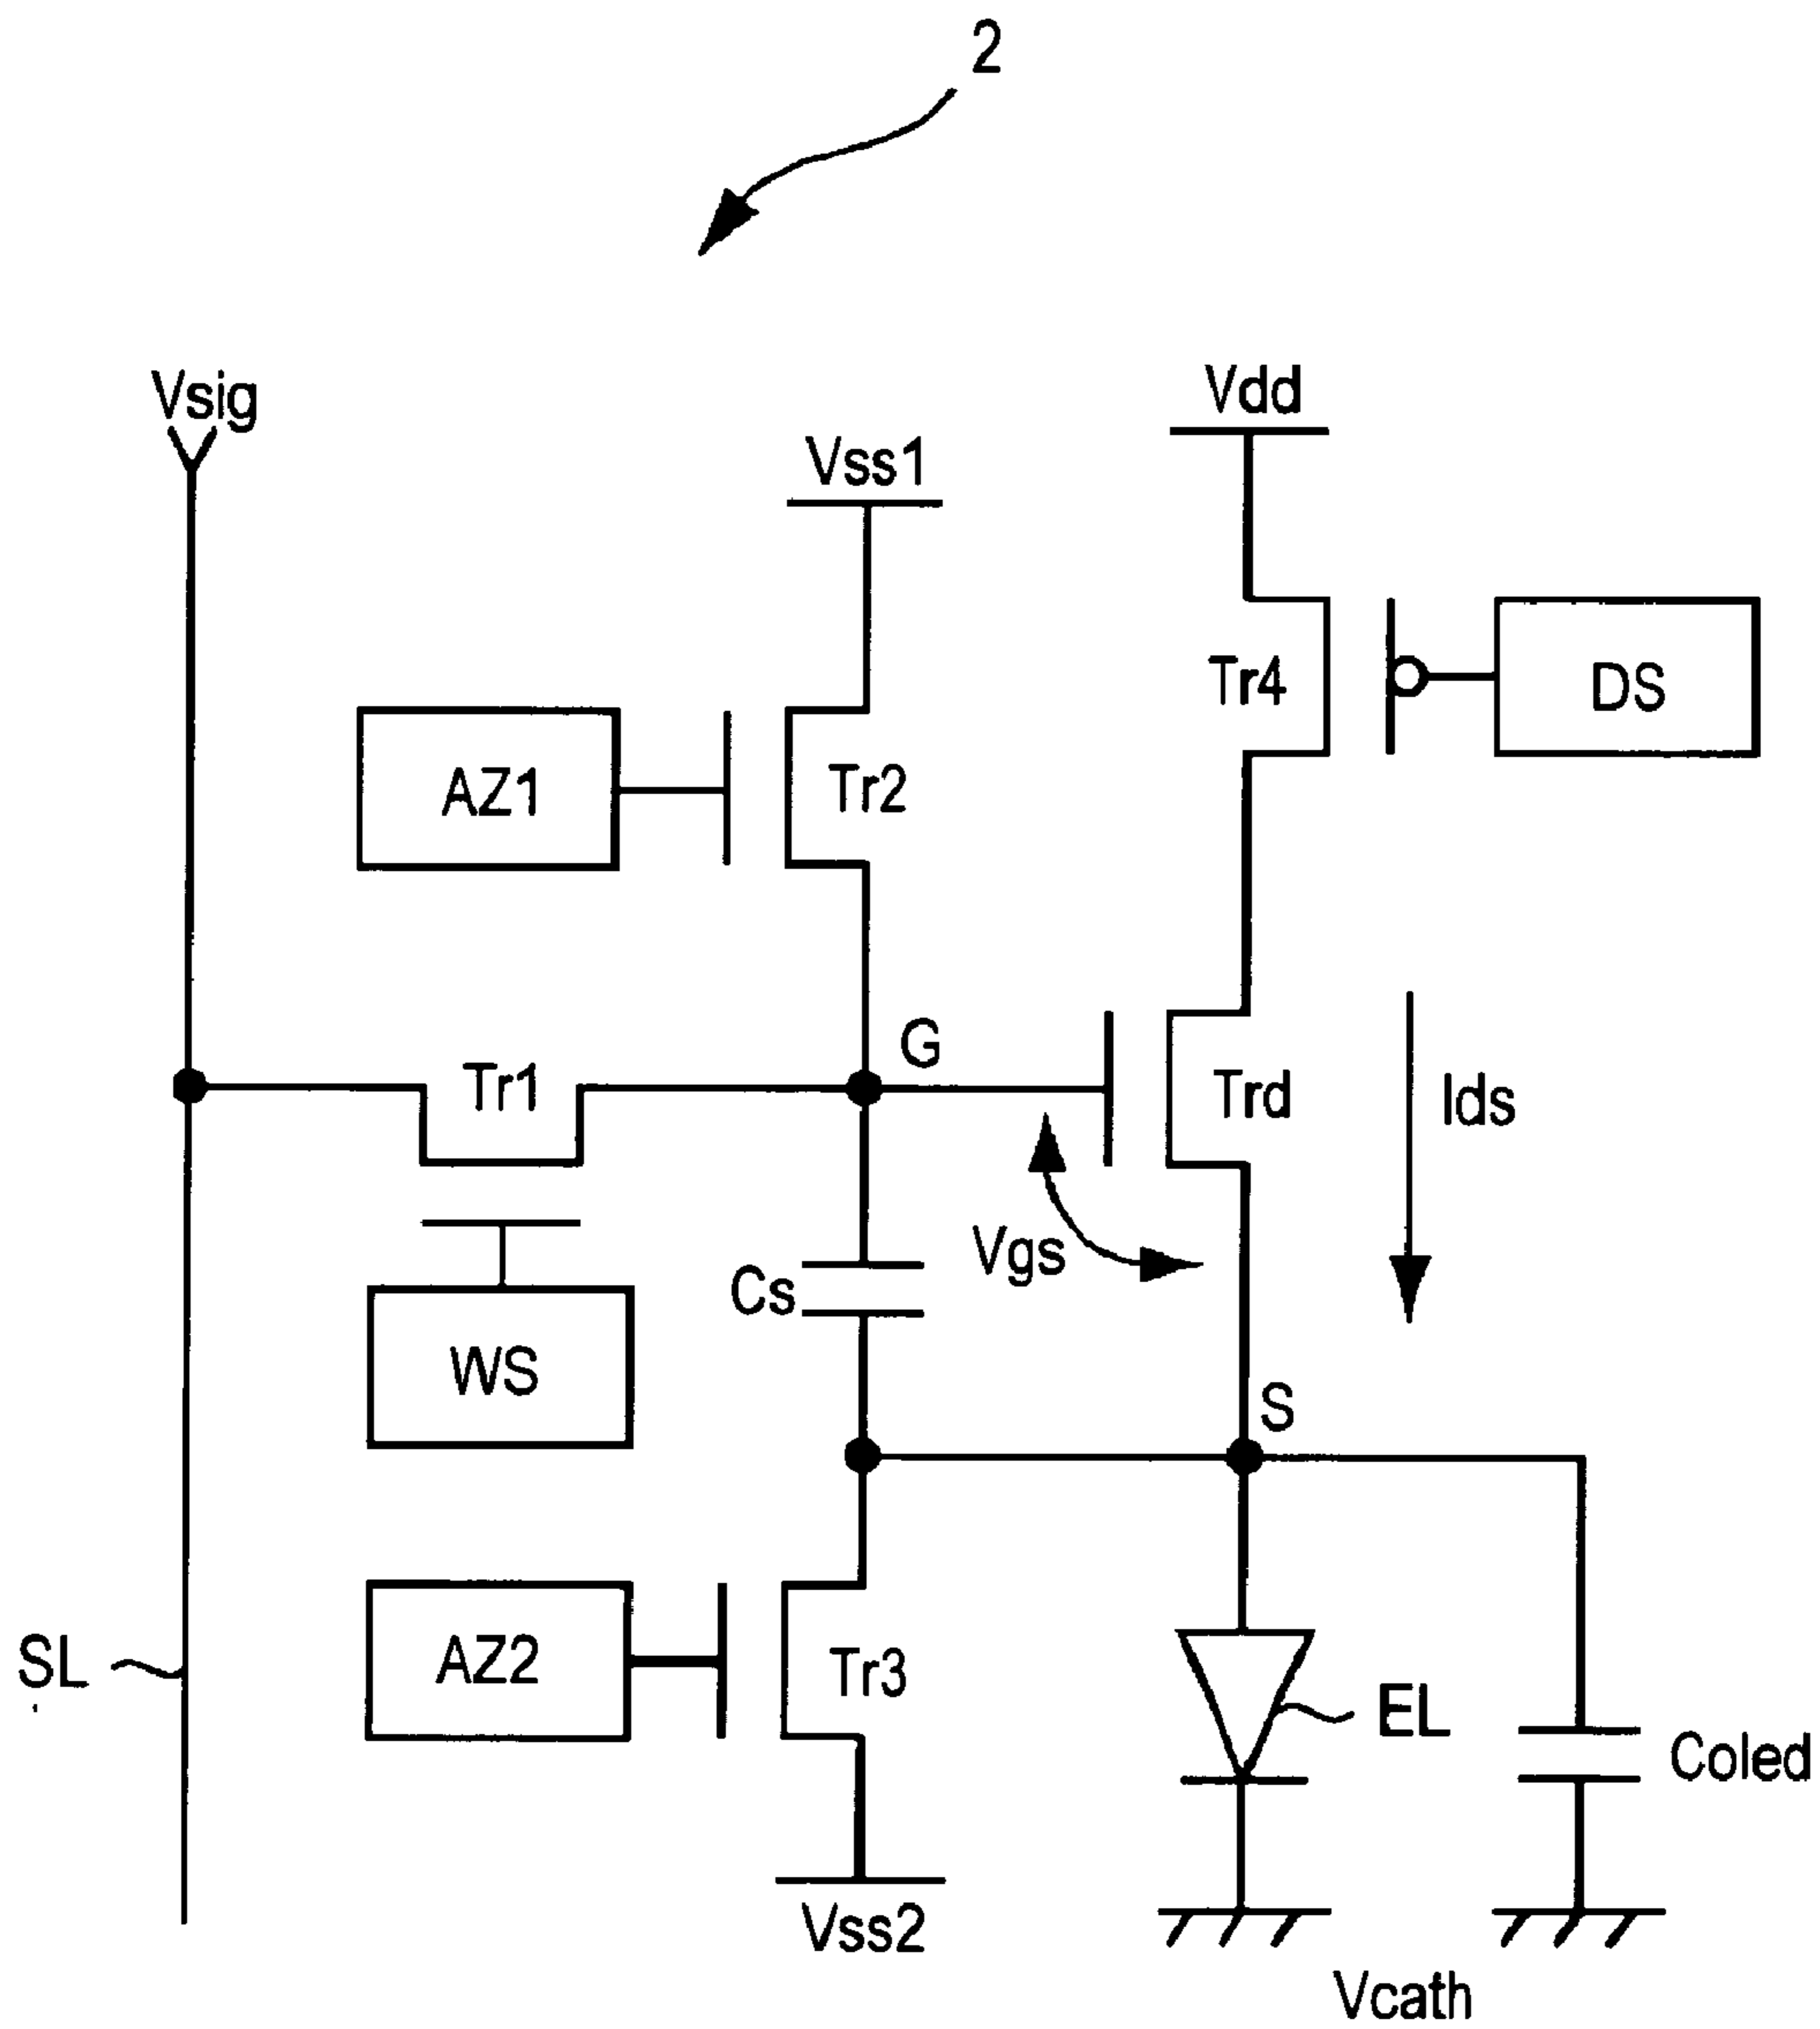 2
Vsig
Vdd
Vss1
Tr4
DS
AZ1
Tr2
G
Tr1
Trd
Ids
Vgs
Cs
WS
S
AZ2
Tr3
SL
EL
Coled
Vss2
Vcath